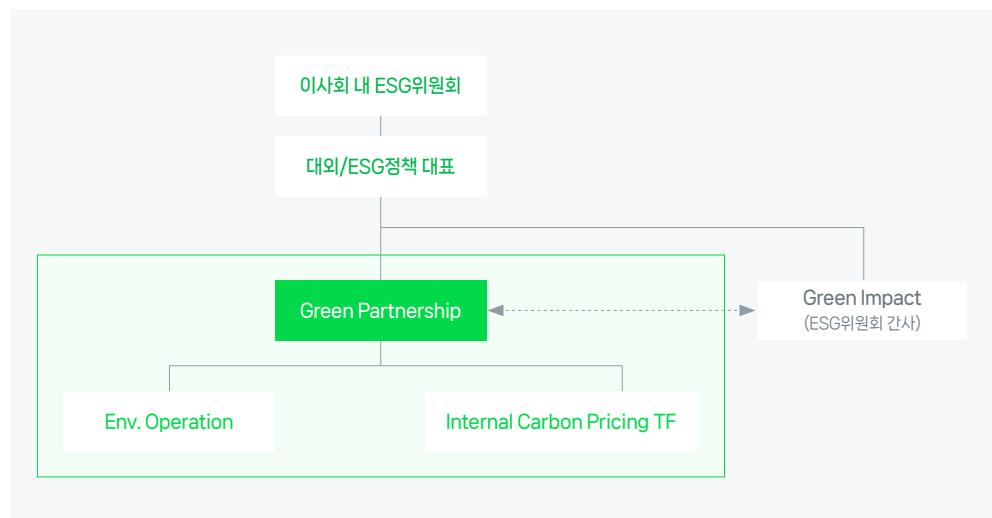 이사회 내 ESG위원회
대외/ESG정책 대표
Green Partnership
Green Impact
(ESG위원회 간사)
Env. Operation
Internal Carbon Pricing TF